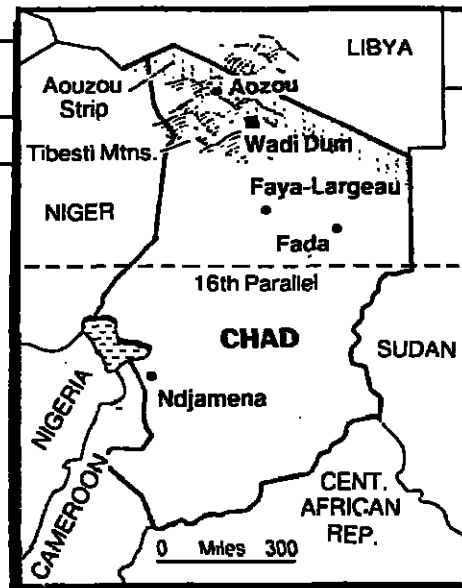 LIBYA
Aouzou
Strip
Aozou
Tibesti Mtns.
Wadi Dum
Faya-Largeau
NIGER
Fada
16th Parallel
CHAD
SUDAN
Ndjamena
NIGERIA
CAMEROON
CENT.
AFRICAN
REP.
0 Miles 300